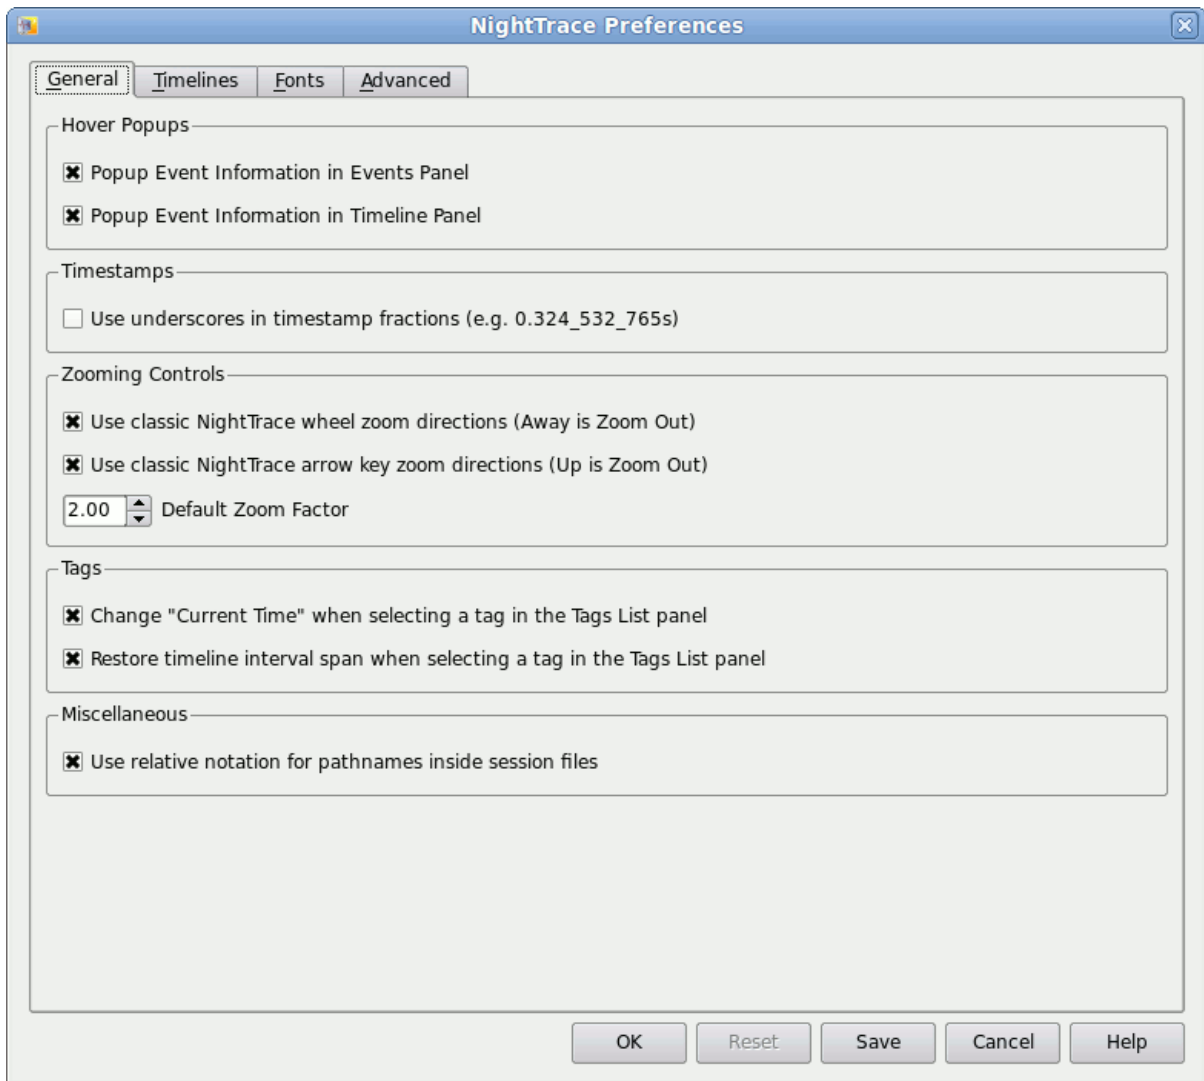 NightTrace Preferences
General Timelines Fonts Advanced
Hover Popups
Popup Event Information in Events Panel
Popup Event Information in Timeline Panel
Timestamps
Use underscores in timestamp fractions (e.g. 0.324_532_765s)
Zooming Controls
Use classic NightTrace wheel zoom directions (Away is Zoom Out)
Use classic NightTrace arrow key zoom directions (Up is Zoom Out)
2.00 Default Zoom Factor
Tags
Change "Current Time" when selecting a tag in the Tags List panel
Restore timeline interval span when selecting a tag in the Tags List panel
Miscellaneous
Use relative notation for pathnames inside session files
OK Reset Save Cancel Help